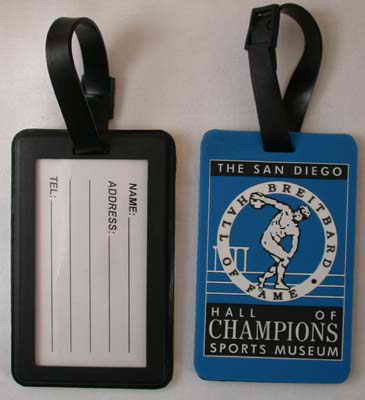 NAME:
ADDRESS:
TEL:
THE SAN DIEGO
BREITBARD
HALL OF FAME
HALL OF
CHAMPIONS
SPORTS MUSEUM